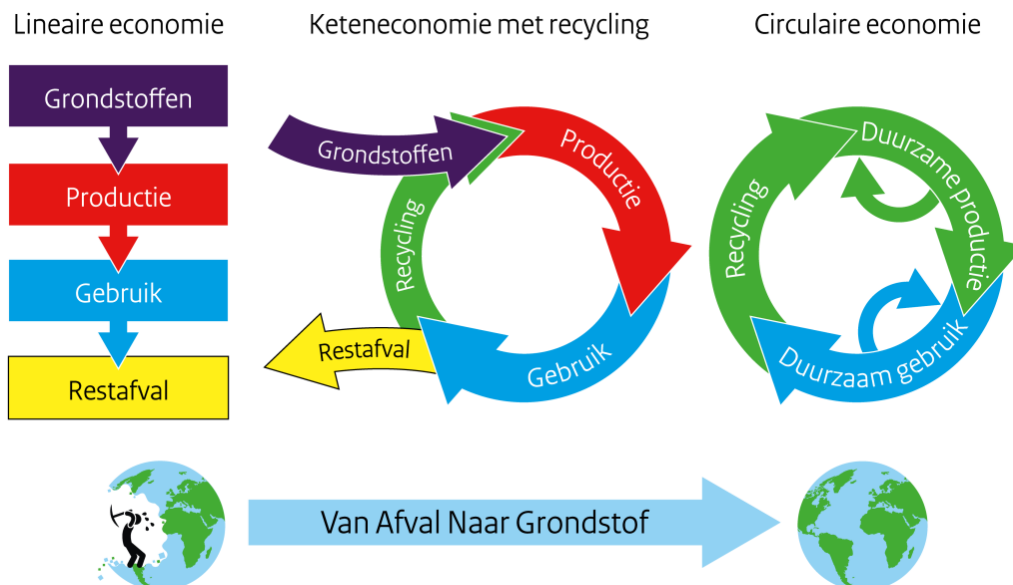 Lineaire economie
Keteneconomie met recycling
Circulaire economie
Grondstoffen
Productie
Gebruik
Restafval
Grondstoffen
Productie
Recycling
Restafval
Gebruik
Duurzame productie
Recycling
Duurzaam gebruik
Van Afval Naar Grondstof